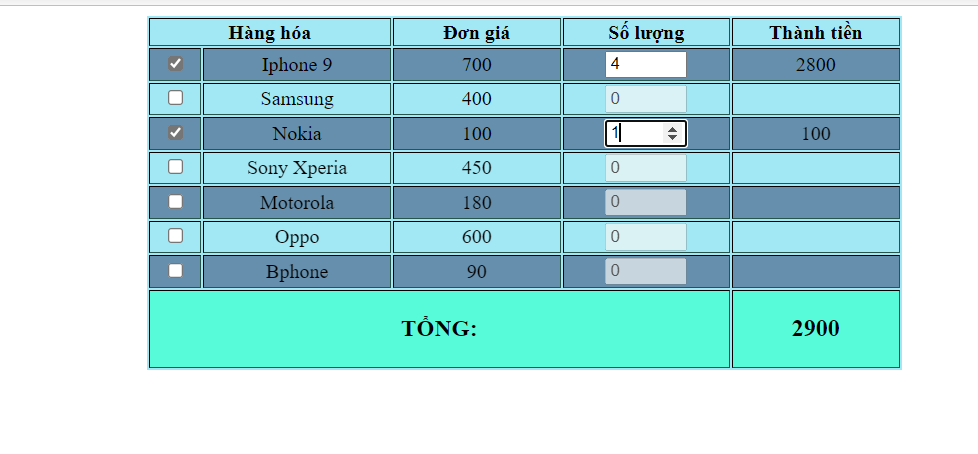 Hàng hóa Đơn giá Số lượng Thành tiền
Iphone 9 700 4 2800
Samsung 400 0
Nokia 100 1 100
Sony Xperia 450 0
Motorola 180 0
Oppo 600 0
Bphone 90 0
TỔNG: 2900